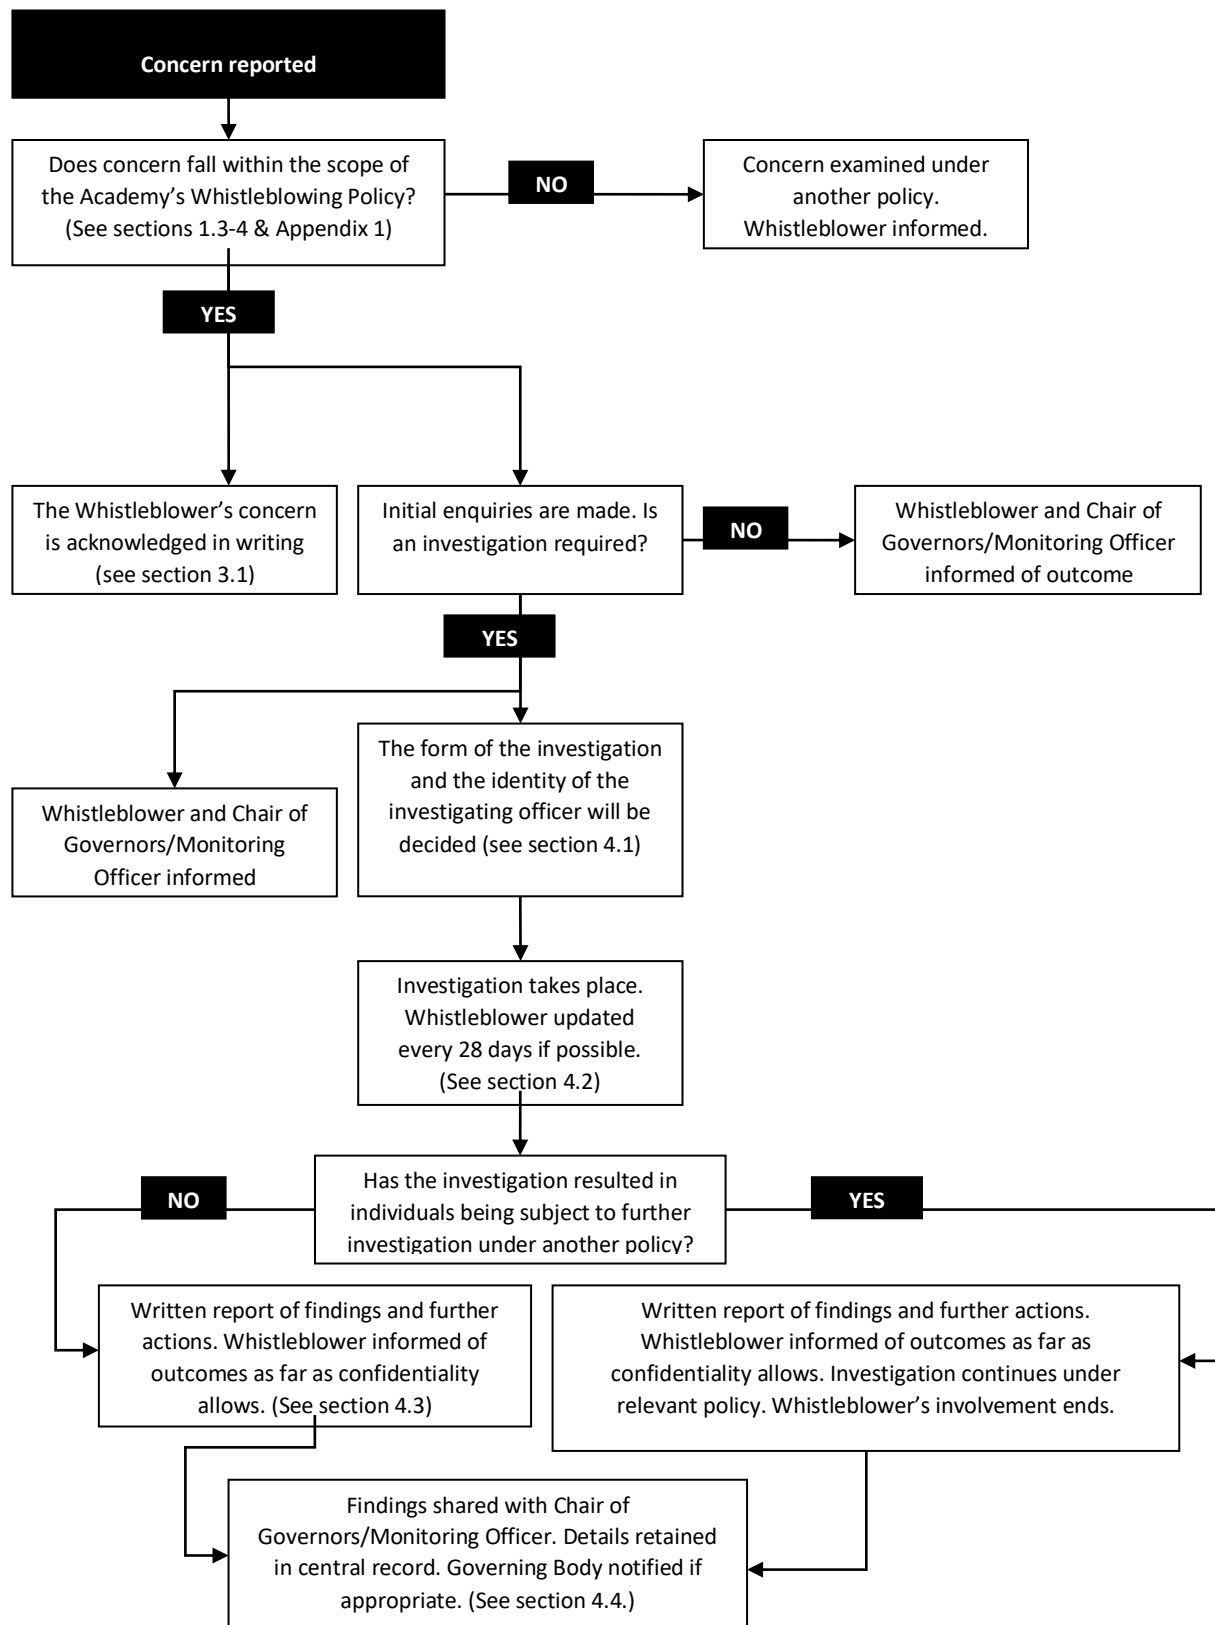 Concern reported
Does concern fall within the scope of
the Academy’s Whistleblowing Policy?
(See sections 1.3-4 & Appendix 1)
NO
Concern examined under
another policy.
Whistleblower informed.
YES
The Whistleblower’s concern
is acknowledged in writing
(see section 3.1)
Initial enquiries are made. Is
an investigation required?
NO
Whistleblower and Chair of
Governors/Monitoring Officer
informed of outcome
YES
The form of the investigation
and the identity of the
investigating officer will be
decided (see section 4.1)
Whistleblower and Chair of
Governors/Monitoring
Officer informed
Investigation takes place.
Whistleblower updated
every 28 days if possible.
(See section 4.2)
Has the investigation resulted in
individuals being subject to further
investigation under another policy?
NO
YES
Written report of findings and further
actions. Whistleblower informed of
outcomes as far as confidentiality
allows. (See section 4.3)
Written report of findings and further actions.
Whistleblower informed of outcomes as far as
confidentiality allows. Investigation continues under
relevant policy. Whistleblower’s involvement ends.
Findings shared with Chair of
Governors/Monitoring Officer. Details retained
in central record. Governing Body notified if
appropriate. (See section 4.4.)